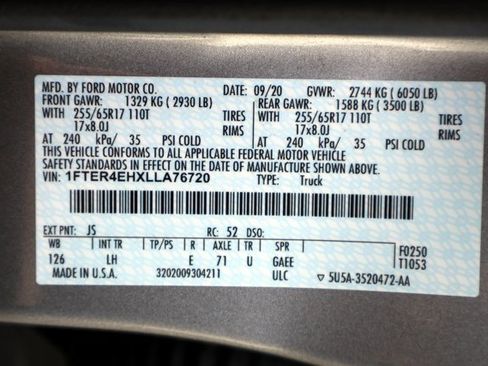 MFD. BY FORD MOTOR CO. DATE: 09/20 GVWR: 2744 KG ( 6050 LB)
FRONT GAWR: 1329 KG ( 2930 LB) REAR GAWR: 1588 KG ( 3500 LB)
WITH 255/65R17 110T TIRES WITH 255/65R17 110T TIRES
17x8.0J RIMS 17x8.0J RIMS
AT 240 kPa/ 35 PSI COLD AT 240 kPa/ 35 PSI COLD
THIS VEHICLE CONFORMS TO ALL APPLICABLE FEDERAL MOTOR VEHICLE
SAFETY STANDARDS IN EFFECT ON THE DATE OF MANUFACTURE SHOWN ABOVE.
VIN: 1FTER4EHXLLA76720 TYPE: Truck
EXT PNT: JS RC: 52 DSO:
WB INT TR TP/PS R AXLE TR SPR F0250
126 LH E 71 U GAEE T1053
MADE IN U.S.A. 3202009304211 ULC ▽ 5U5A-3520472-AA